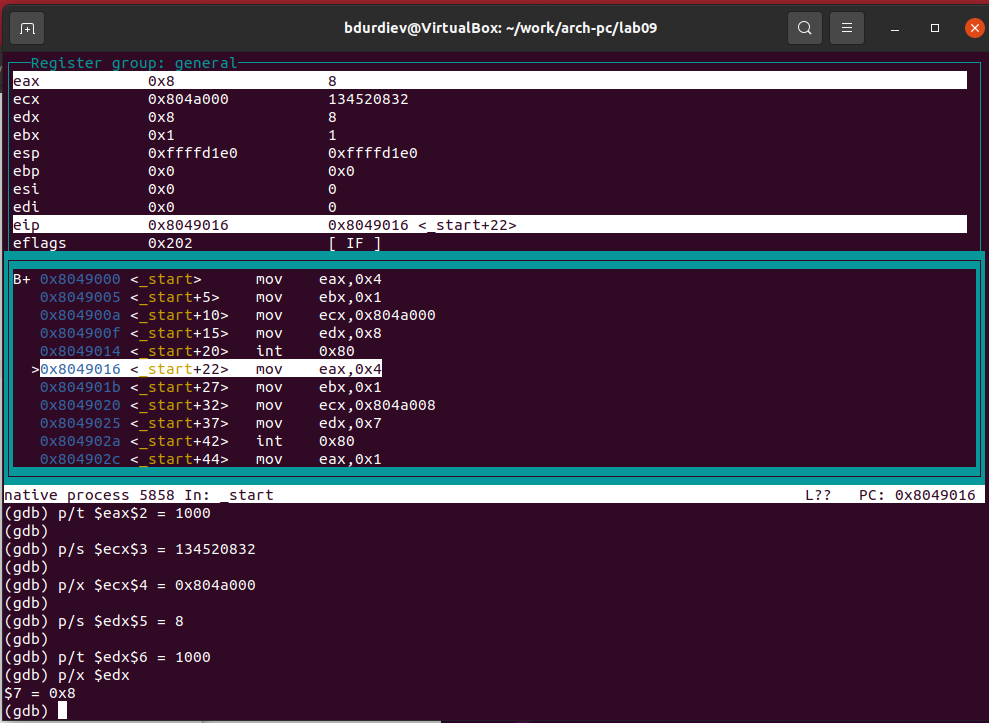 bdurdiev@VirtualBox: ~/work/arch-pc/lab09
Register group: general
eax 0x8 8
ecx 0x804a000 134520832
edx 0x8 8
ebx 0x1 1
esp 0xffffd1e0 0xffffd1e0
ebp 0x0 0x0
esi 0x0 0
edi 0x0 0
eip 0x8049016 0x8049016 <_start+22>
eflags 0x202 [ IF ]
B+ 0x8049000 <_start> mov eax,0x4
0x8049005 <_start+5> mov ebx,0x1
0x804900a <_start+10> mov ecx,0x804a000
0x804900f <_start+15> mov edx,0x8
0x8049014 <_start+20> int 0x80
>0x8049016 <_start+22> mov eax,0x4
0x804901b <_start+27> mov ebx,0x1
0x8049020 <_start+32> mov ecx,0x804a008
0x8049025 <_start+37> mov edx,0x7
0x804902a <_start+42> int 0x80
0x804902c <_start+44> mov eax,0x1
native process 5858 In: _start L?? PC: 0x8049016
(gdb) p/t $eax$2 = 1000
(gdb)
(gdb) p/s $ecx$3 = 134520832
(gdb)
(gdb) p/x $ecx$4 = 0x804a000
(gdb)
(gdb) p/s $edx$5 = 8
(gdb)
(gdb) p/t $edx$6 = 1000
(gdb) p/x $edx
$7 = 0x8
(gdb)